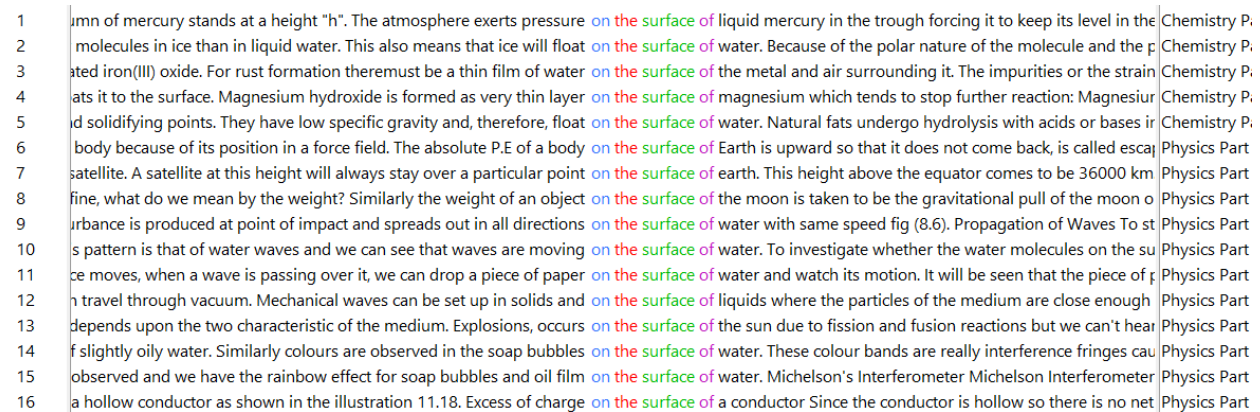 1 umn of mercury stands at a height "h". The atmosphere exerts pressure on the surface of liquid mercury in the trough forcing it to keep its level in the Chemistry Pa
2 molecules in ice than in liquid water. This also means that ice will float on the surface of water. Because of the polar nature of the molecule and the p Chemistry Pa
3 ated iron(III) oxide. For rust formation theremust be a thin film of water on the surface of the metal and air surrounding it. The impurities or the strain Chemistry Pa
4 ats it to the surface. Magnesium hydroxide is formed as very thin layer on the surface of magnesium which tends to stop further reaction: Magnesiur Chemistry Pa
5 d solidifying points. They have low specific gravity and, therefore, float on the surface of water. Natural fats undergo hydrolysis with acids or bases ir Chemistry Pa
6 body because of its position in a force field. The absolute P.E of a body on the surface of Earth is upward so that it does not come back, is called escap Physics Part
7 satellite. A satellite at this height will always stay over a particular point on the surface of earth. This height above the equator comes to be 36000 km Physics Part
8 fine, what do we mean by the weight? Similarly the weight of an object on the surface of the moon is taken to be the gravitational pull of the moon o Physics Part
9 urbance is produced at point of impact and spreads out in all directions on the surface of water with same speed fig (8.6). Propagation of Waves To st Physics Part
10 s pattern is that of water waves and we can see that waves are moving on the surface of water. To investigate whether the water molecules on the su Physics Part
11 ce moves, when a wave is passing over it, we can drop a piece of paper on the surface of water and watch its motion. It will be seen that the piece of p Physics Part
12 n travel through vacuum. Mechanical waves can be set up in solids and on the surface of liquids where the particles of the medium are close enough Physics Part
13 depends upon the two characteristic of the medium. Explosions, occurs on the surface of the sun due to fission and fusion reactions but we can't hear Physics Part
14 f slightly oily water. Similarly colours are observed in the soap bubbles on the surface of water. These colour bands are really interference fringes cau Physics Part
15 observed and we have the rainbow effect for soap bubbles and oil film on the surface of water. Michelson's Interferometer Michelson Interferometer Physics Part
16 a hollow conductor as shown in the illustration 11.18. Excess of charge on the surface of a conductor Since the conductor is hollow so there is no net Physics Part